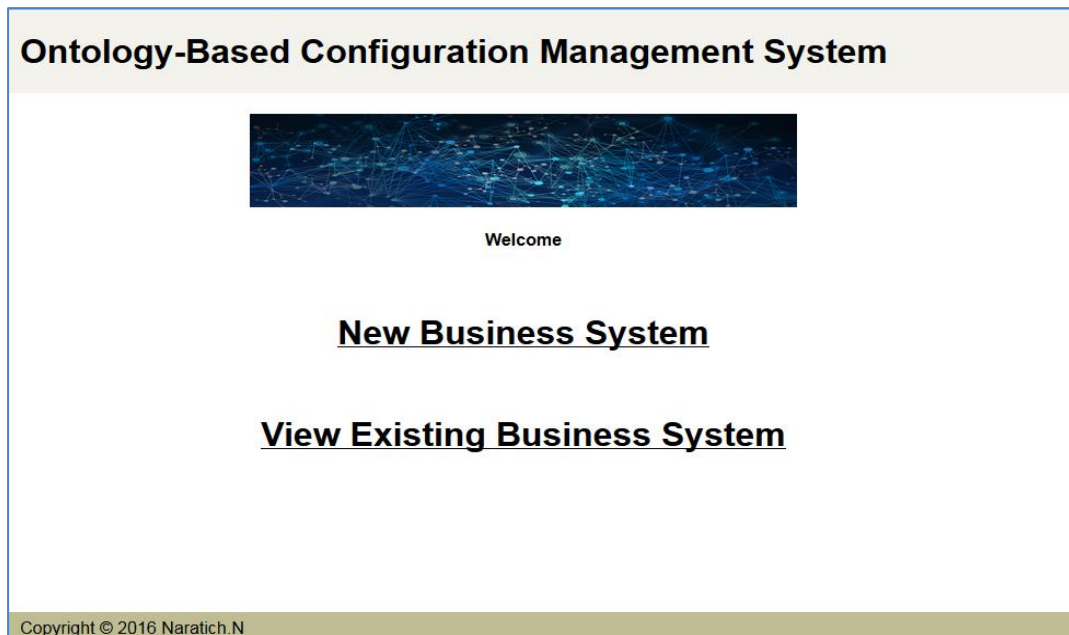 Ontology-Based Configuration Management System
Welcome
New Business System
View Existing Business System
Copyright © 2016 Naratich.N